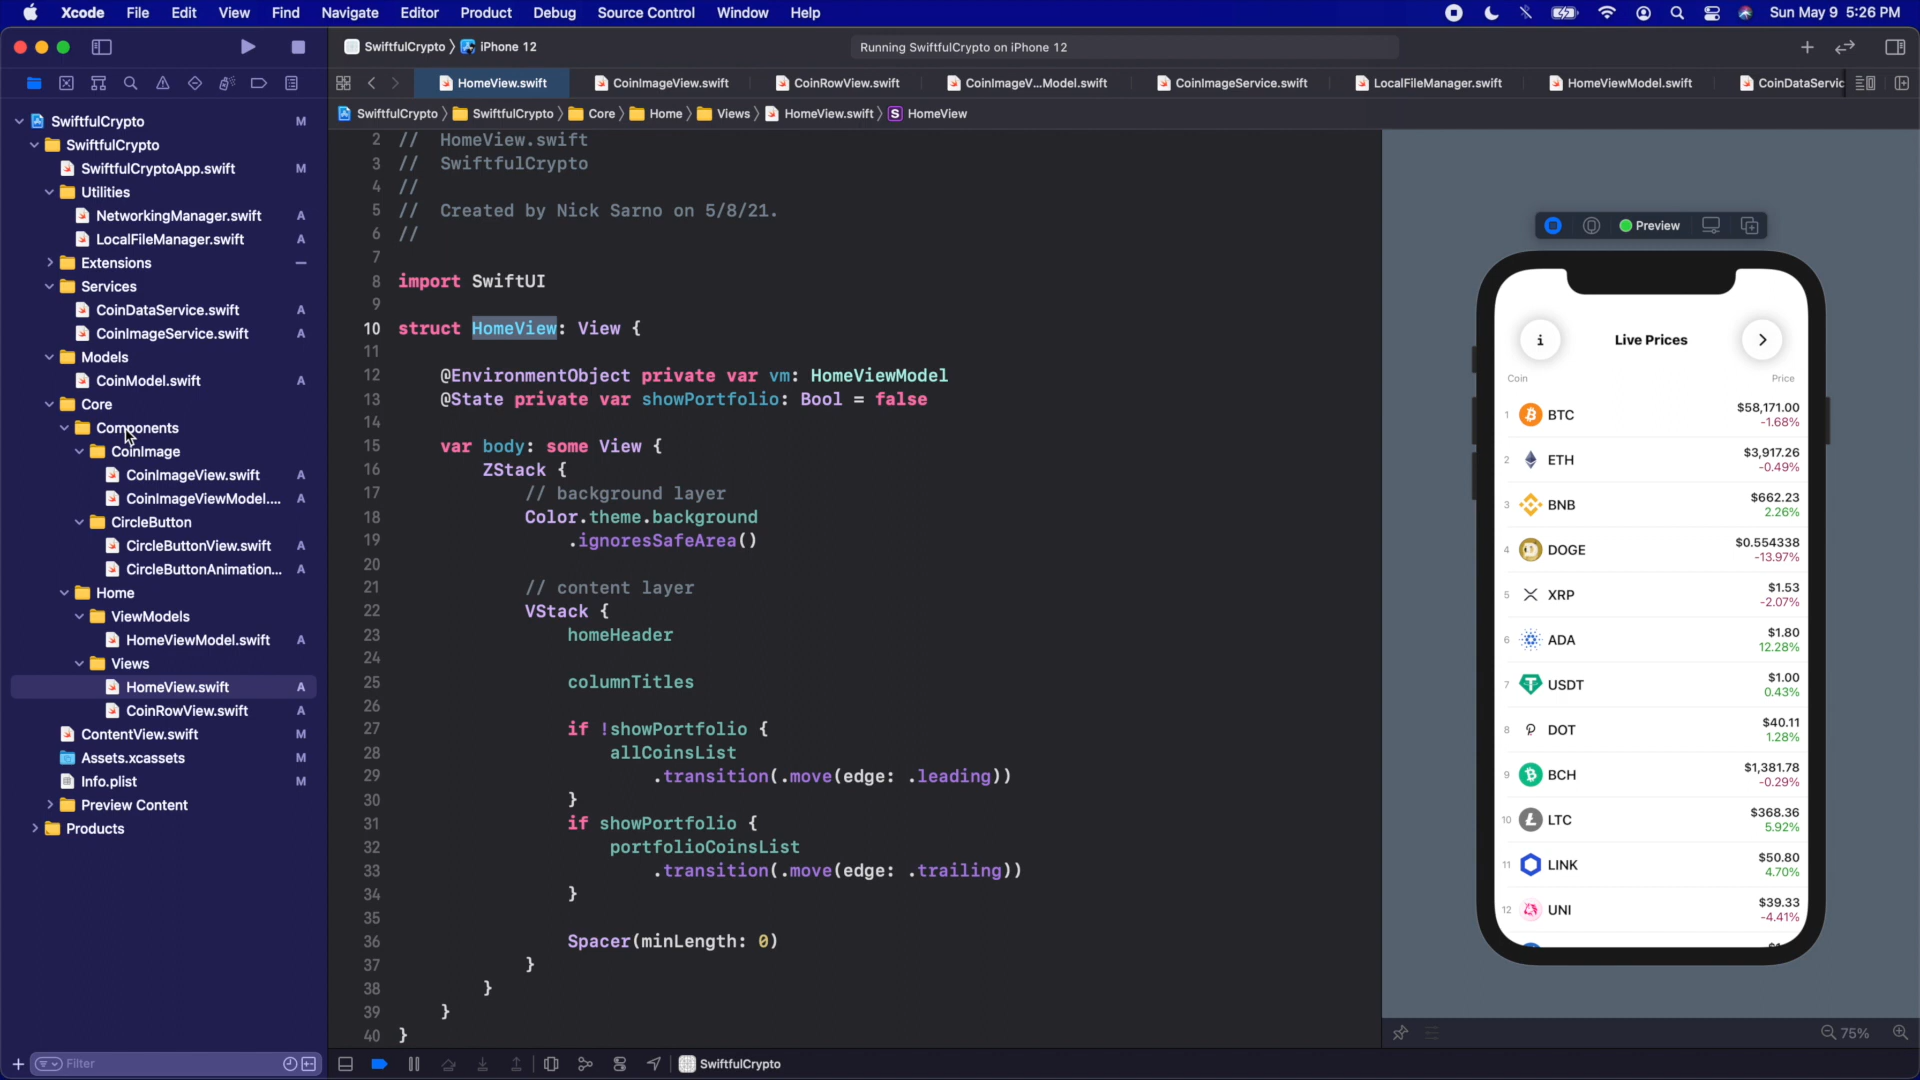 Xcode File Edit View Find Navigate Editor Product Debug Source Control Window Help Sun May 9 5:26 PM
SwiftfulCrypto iPhone 12 Running SwiftfulCrypto on iPhone 12
HomeView.swift CoinImageView.swift CoinRowView.swift CoinImageV...Model.swift CoinImageService.swift LocalFileManager.swift HomeViewModel.swift CoinDataServic
SwiftfulCrypto SwiftfulCrypto Core Home Views HomeView.swift S HomeView
SwiftfulCrypto M
SwiftfulCrypto
SwiftfulCryptoApp.swift M
Utilities
NetworkingManager.swift A
LocalFileManager.swift A
Extensions
Services
CoinDataService.swift A
CoinImageService.swift A
Models
CoinModel.swift A
Core
Components
CoinImage
CoinImageView.swift A
CoinImageViewModel.... A
CircleButton
CircleButtonView.swift A
CircleButtonAnimation... A
Home
ViewModels
HomeViewModel.swift A
Views
HomeView.swift A
CoinRowView.swift A
ContentView.swift M
Assets.xcassets M
Info.plist M
Preview Content
Products
Filter
2 // HomeView.swift
3 // SwiftfulCrypto
4 //
5 // Created by Nick Sarno on 5/8/21.
6 //
7
8 import SwiftUI
9
10 struct HomeView: View {
11
12 @EnvironmentObject private var vm: HomeViewModel
13 @State private var showPortfolio: Bool = false
14
15 var body: some View {
16 ZStack {
17 // background layer
18 Color.theme.background
19 .ignoresSafeArea()
20
21 // content layer
22 VStack {
23 homeHeader
24
25 columnTitles
26
27 if !showPortfolio {
28 allCoinsList
29 .transition(.move(edge: .leading))
30 }
31 if showPortfolio {
32 portfolioCoinsList
33 .transition(.move(edge: .trailing))
34 }
35
36 Spacer(minLength: 0)
37 }
38 }
39 }
40 }
SwiftfulCrypto
Preview
i Live Prices
Coin Price
1 BTC $58,171.00
-1.68%
2 ETH $3,917.26
-0.49%
3 BNB $662.23
2.26%
4 DOGE $0.554338
-13.97%
5 XRP $1.53
-2.07%
6 ADA $1.80
12.28%
7 USDT $1.00
0.43%
8 DOT $40.11
1.28%
9 BCH $1,381.78
-0.29%
10 LTC $368.36
5.92%
11 LINK $50.80
4.70%
12 UNI $39.33
-4.41%
75%